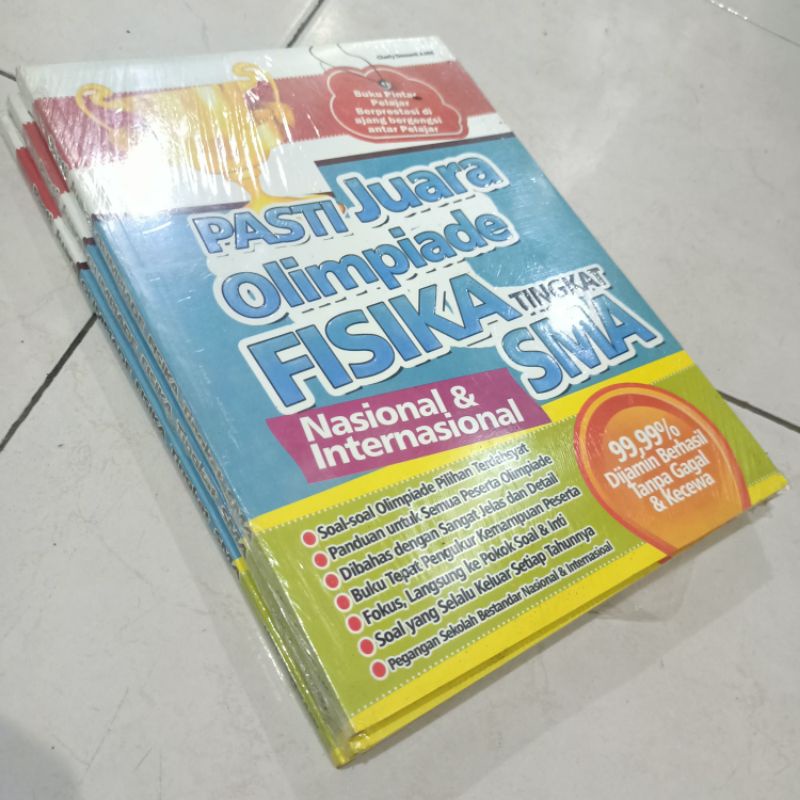 Buku Pintar
Pelajar
Berprestasi di
ajang bergengsi
antar Pelajar
PASTI Juara
Olimpiade
FISIKA TINGKAT
SMA
Nasional &
Internasional
99,99%
Dijamin Berhasil
Tanpa Gagal
& Kecewa
Soal-soal Olimpiade Pilihan Terdahsyat
Panduan untuk Semua Peserta Olimpiade
Dibahas dengan Sangat Jelas dan Detail
Buku Tepat Pengukur Kemampuan Peserta
Fokus, Langsung ke Pokok Soal & Inti
Soal yang Selalu Keluar Setiap Tahunnya
Pegangan Sekolah Bestandar Nasional & Internasioal